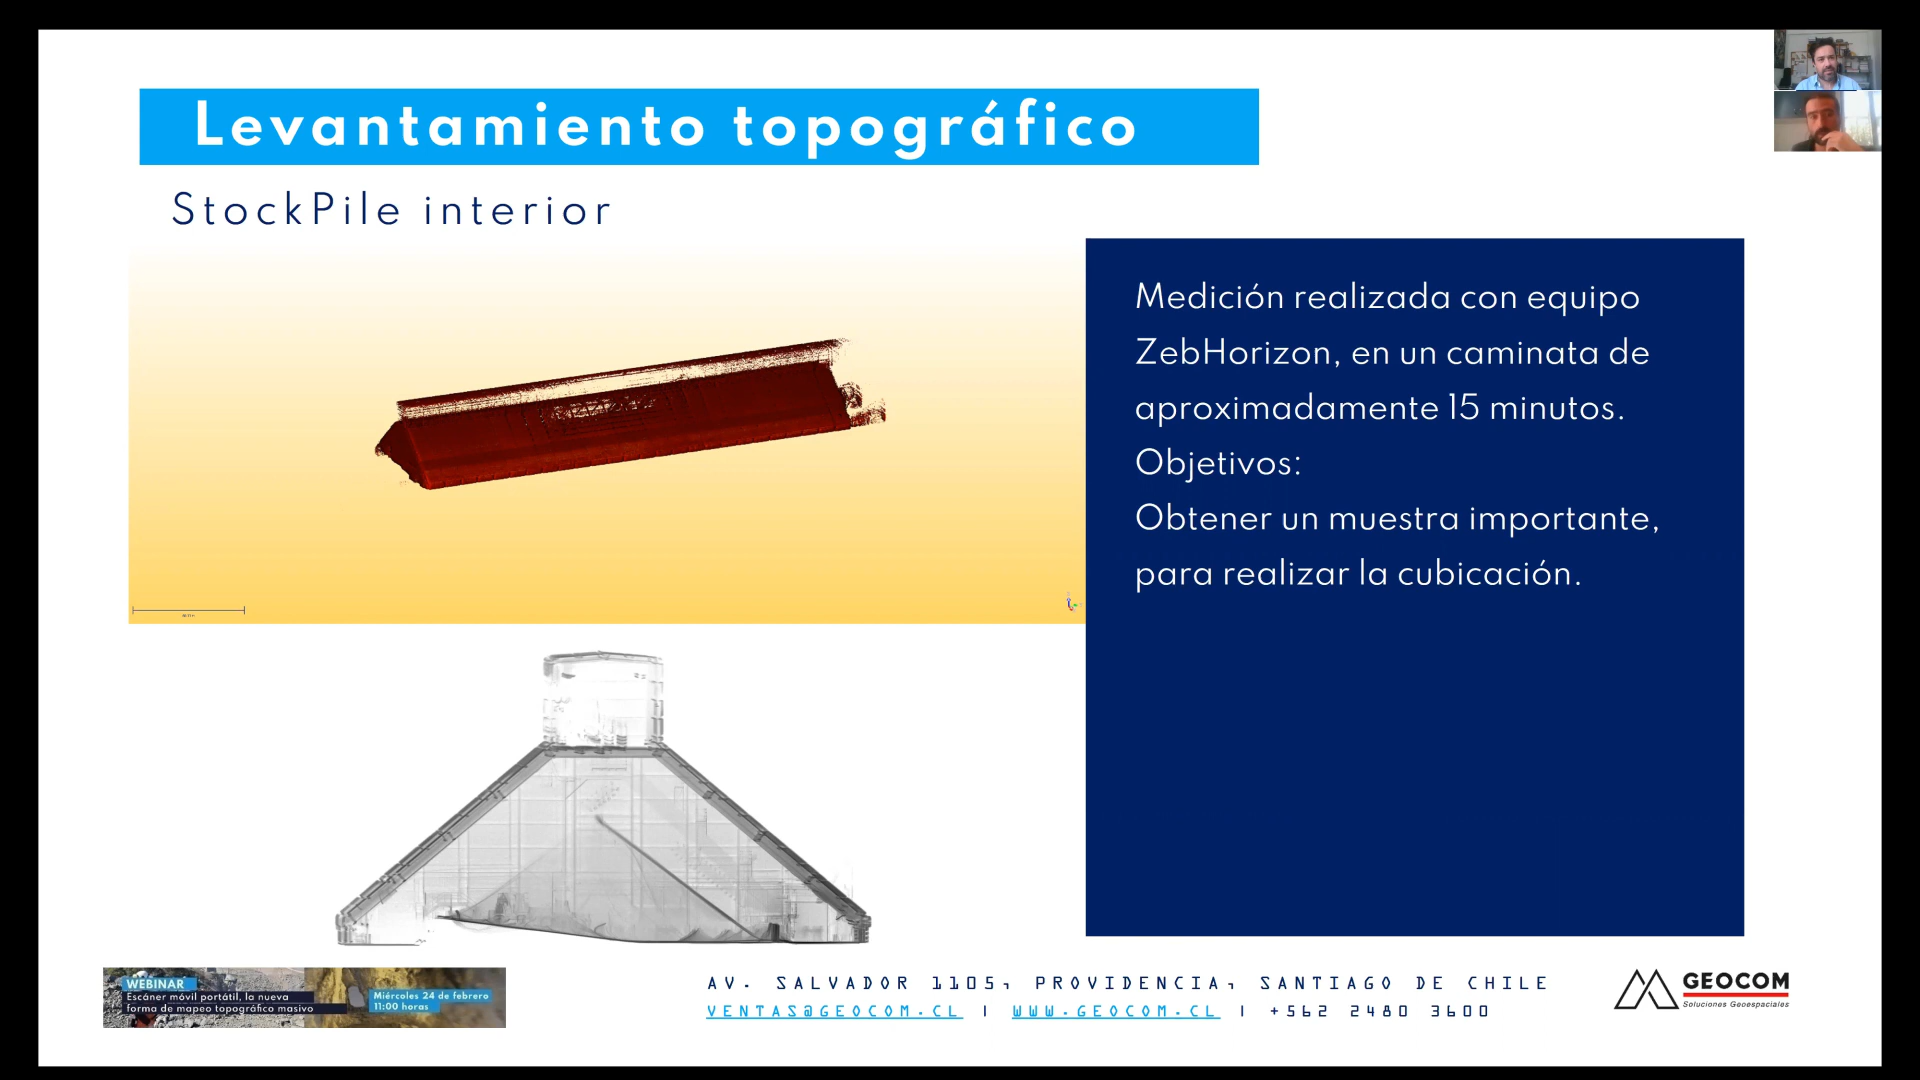 Levantamiento topográfico
StockPile interior
Medición realizada con equipo
ZebHorizon, en un caminata de
aproximadamente 15 minutos.
Objetivos:
Obtener un muestra importante,
para realizar la cubicación.
WEBINAR
Escáner móvil portátil, la nueva
forma de mapeo topográfico masivo
Miércoles 24 de febrero
11:00 horas
AV. SALVADOR 1105, PROVIDENCIA, SANTIAGO DE CHILE
VENTAS@GEOCOM.CL | WWW.GEOCOM.CL | +562 2480 3600
GEOCOM
Soluciones Geoespaciales